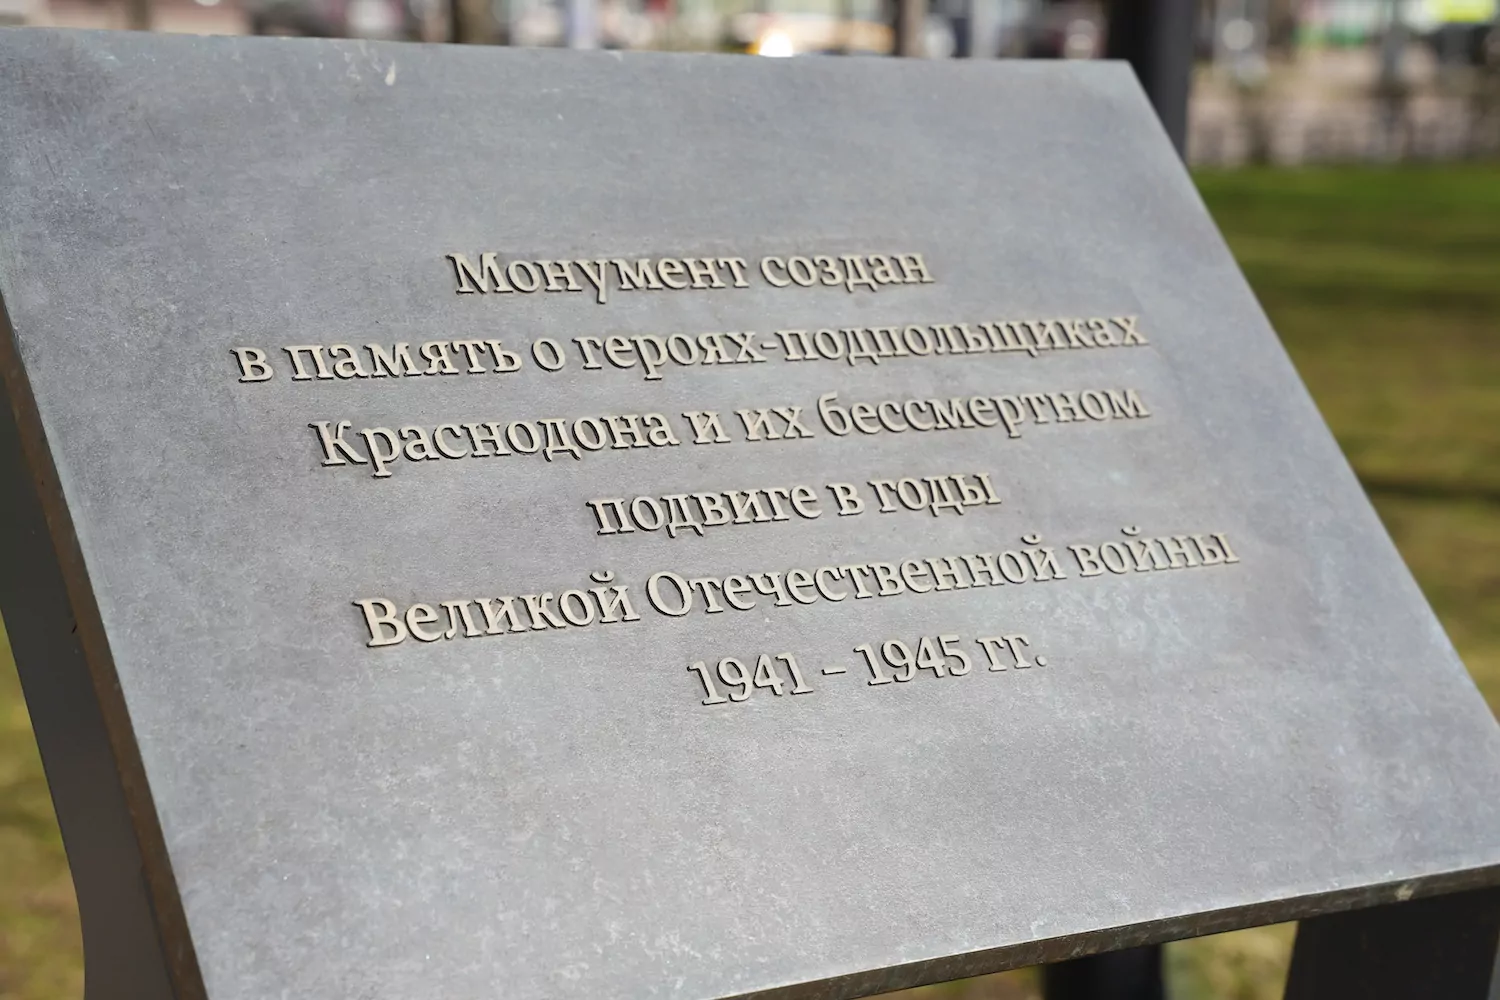 Монумент создан
в память о героях-подпольщиках
Краснодона и их бессмертном
подвиге в годы
Великой Отечественной войны
1941 – 1945 гг.